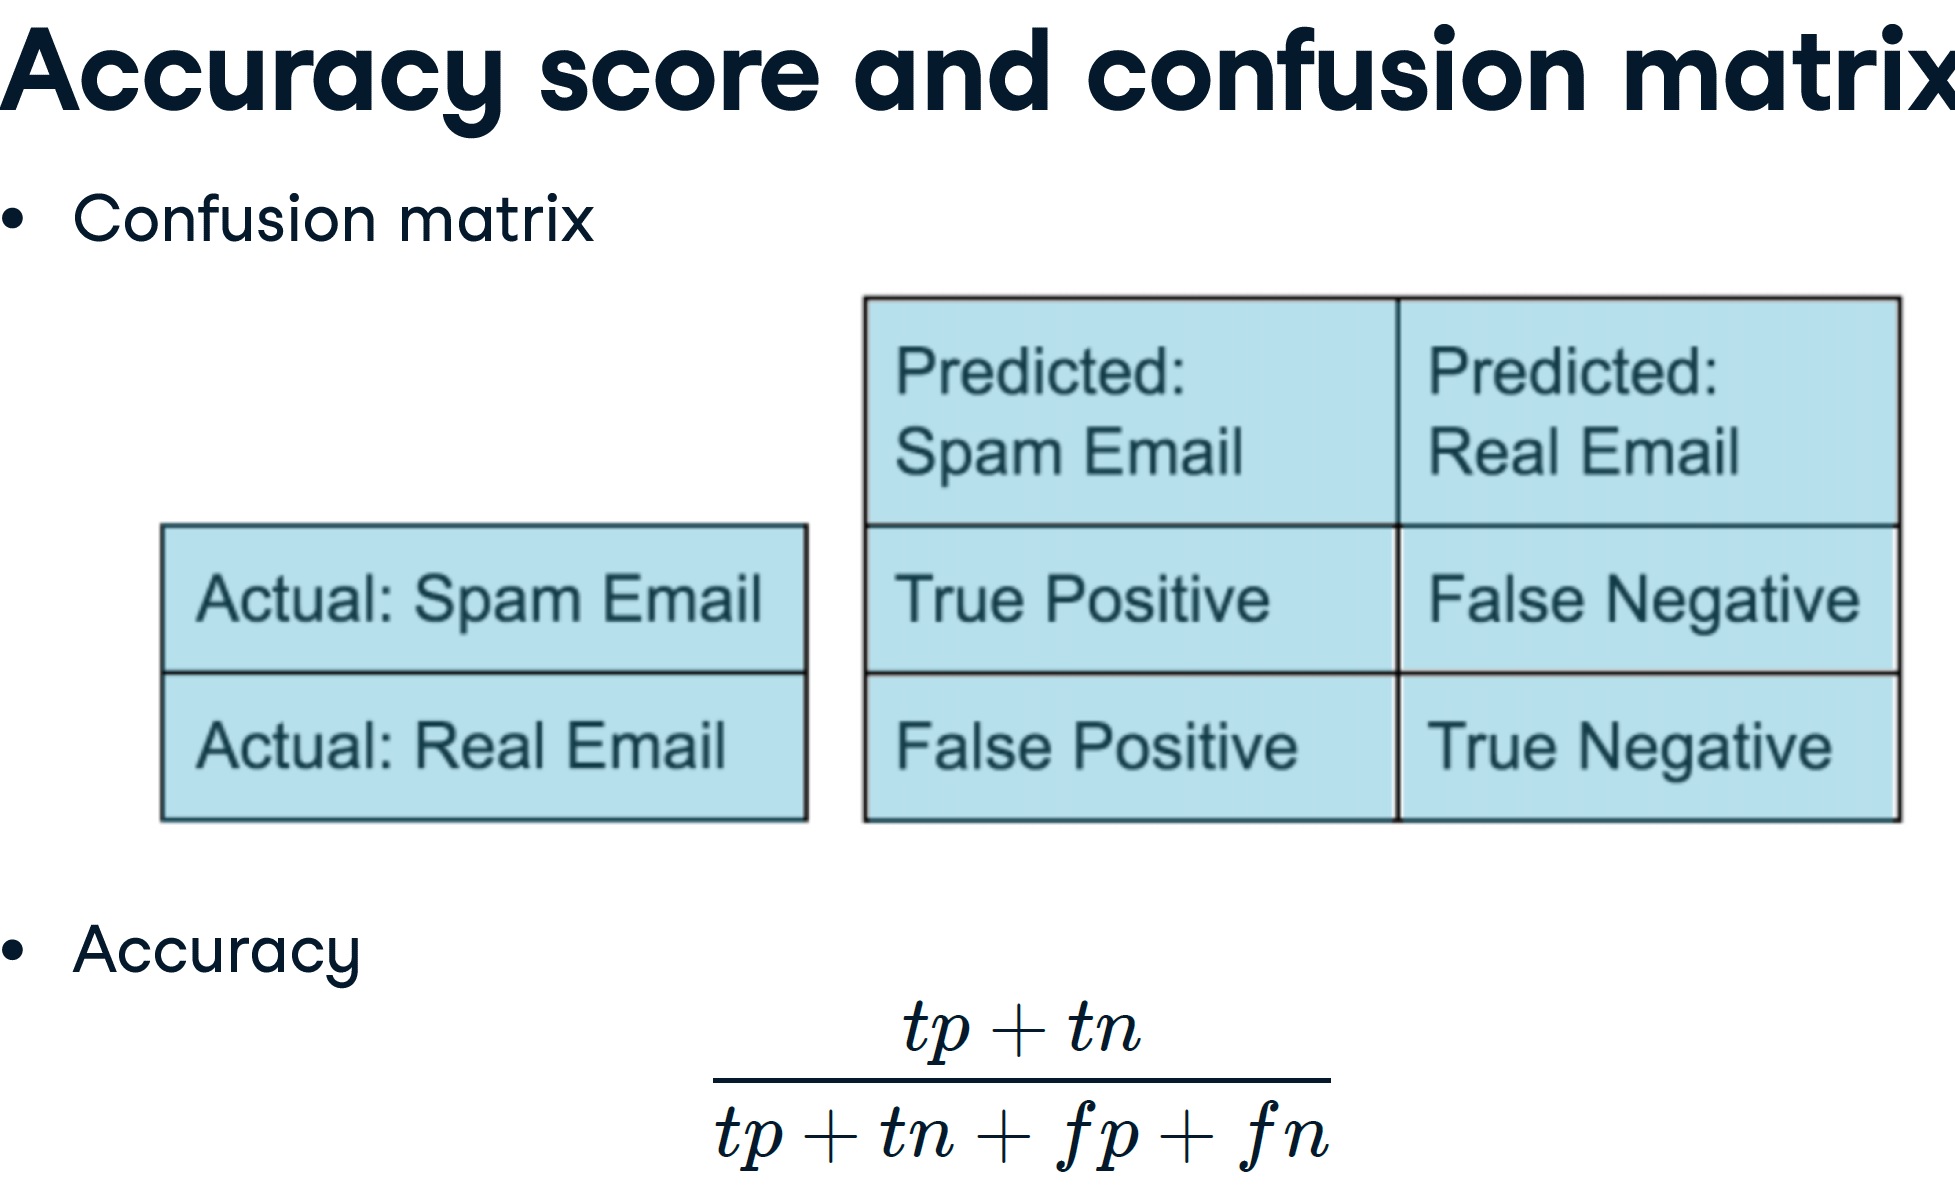 Accuracy score and confusion matrix
• Confusion matrix
Predicted: Predicted:
Spam Email Real Email
Actual: Spam Email True Positive False Negative
Actual: Real Email False Positive True Negative
• Accuracy
tp + tn
tp + tn + fp + fn